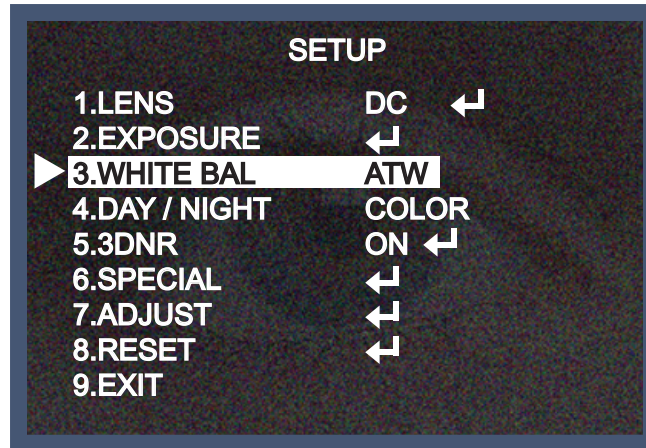 SETUP
1.LENS DC ↵
2.EXPOSURE ↵
3.WHITE BAL ATW
4.DAY / NIGHT COLOR
5.3DNR ON ↵
6.SPECIAL ↵
7.ADJUST ↵
8.RESET ↵
9.EXIT